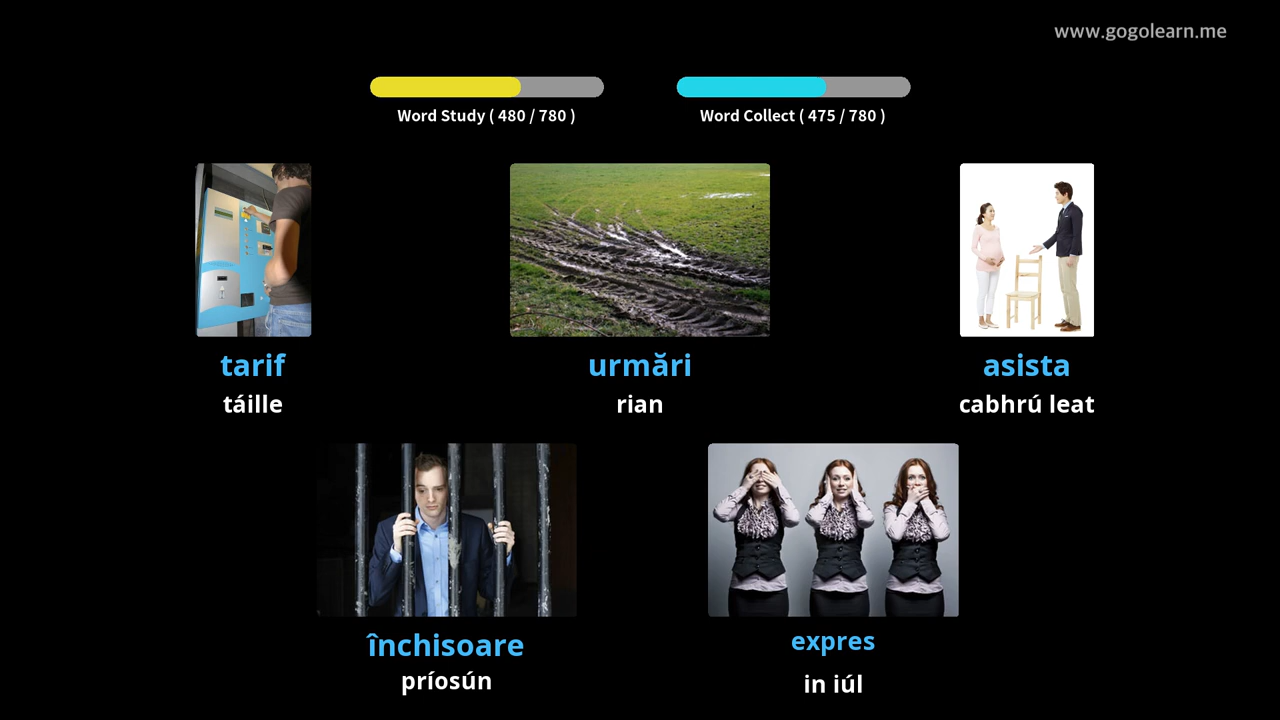 www.gogolearn.me
Word Study ( 480 / 780 )
Word Collect ( 475 / 780 )
tarif
táille
urmări
rian
asista
cabhrú leat
închisoare
príosún
expres
in iúl